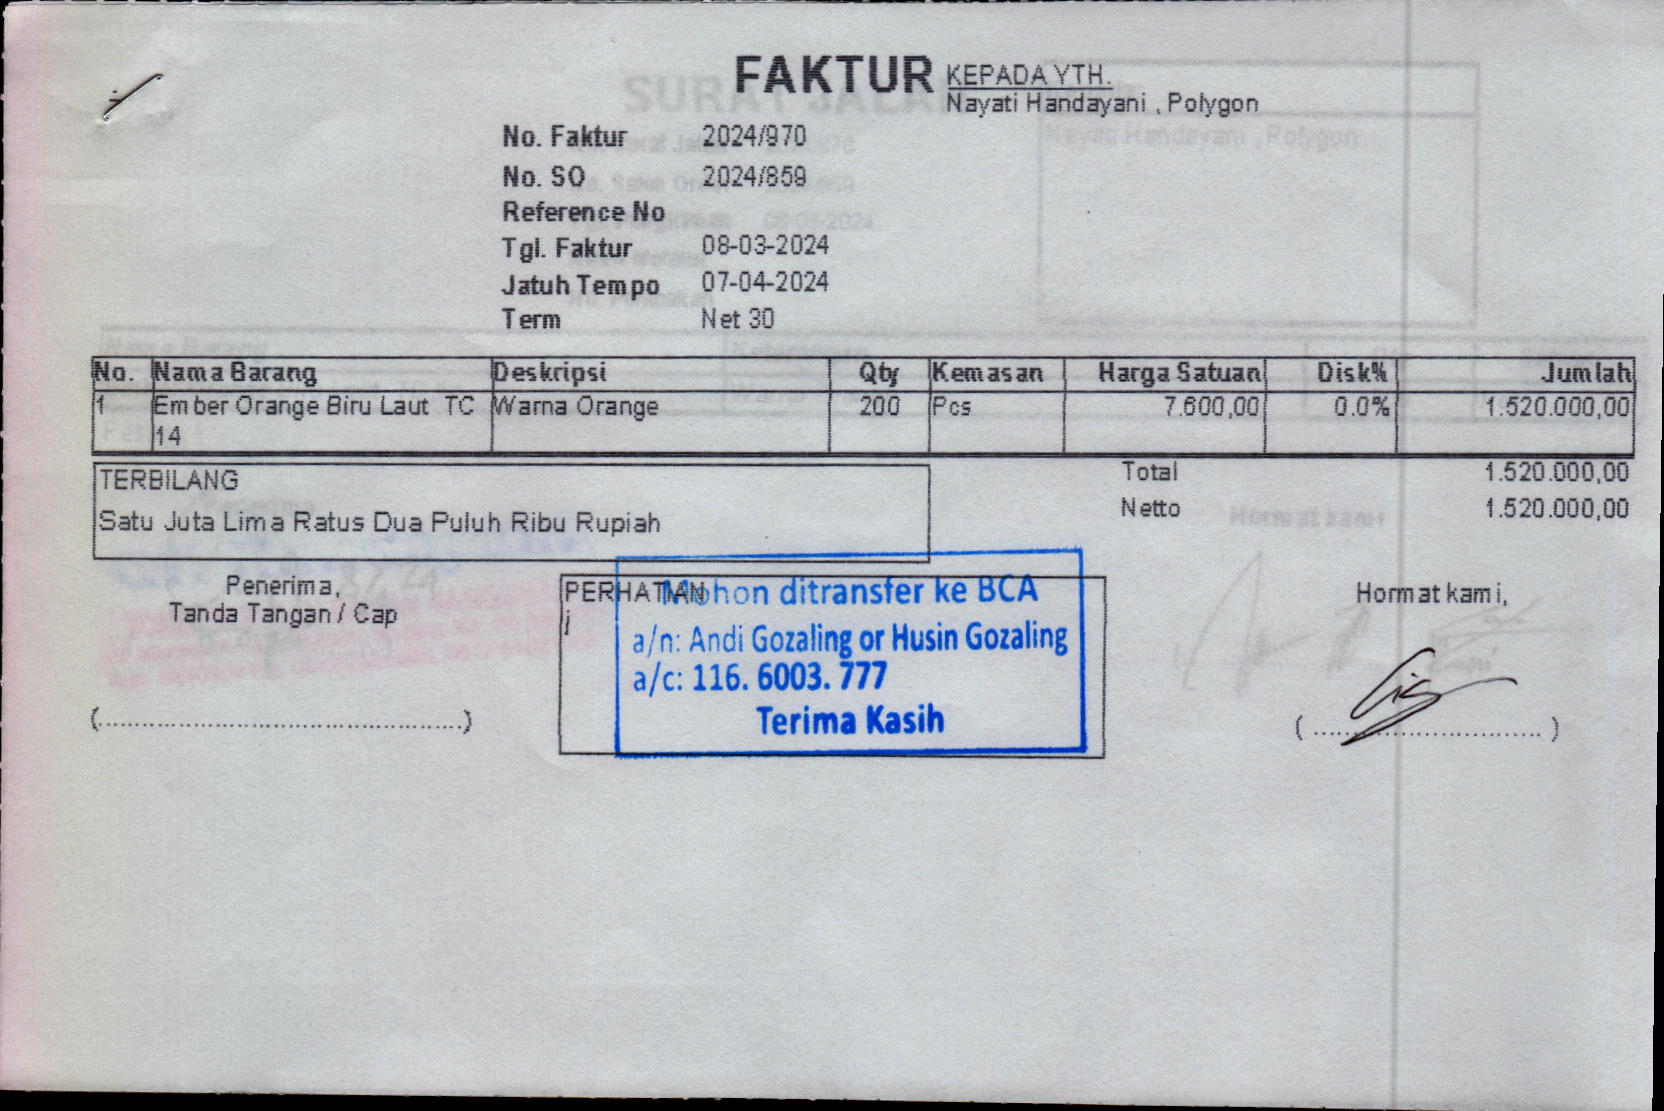 FAKTUR
KEPADA YTH.
Nayati Handayani , Polygon
No. Faktur 2024/970
No. SO 2024/859
Reference No
Tgl. Faktur 08-03-2024
Jatuh Tempo 07-04-2024
Term Net 30
No. Nama Barang Deskripsi Qty Kemasan Harga Satuan Disk% Jumlah
1 Ember Orange Biru Laut TC Warna Orange 200 Pcs 7.600,00 0.0% 1.520.000,00
14
TERBILANG
Satu Juta Lima Ratus Dua Puluh Ribu Rupiah
Total 1.520.000,00
Netto 1.520.000,00
Penerima,
Tanda Tangan / Cap
(..................................................)
PERHATIAN
i
Mohon ditransfer ke BCA
a/n: Andi Gozaling or Husin Gozaling
a/c: 116. 6003. 777
Terima Kasih
Hormat kami,
( ................................ )